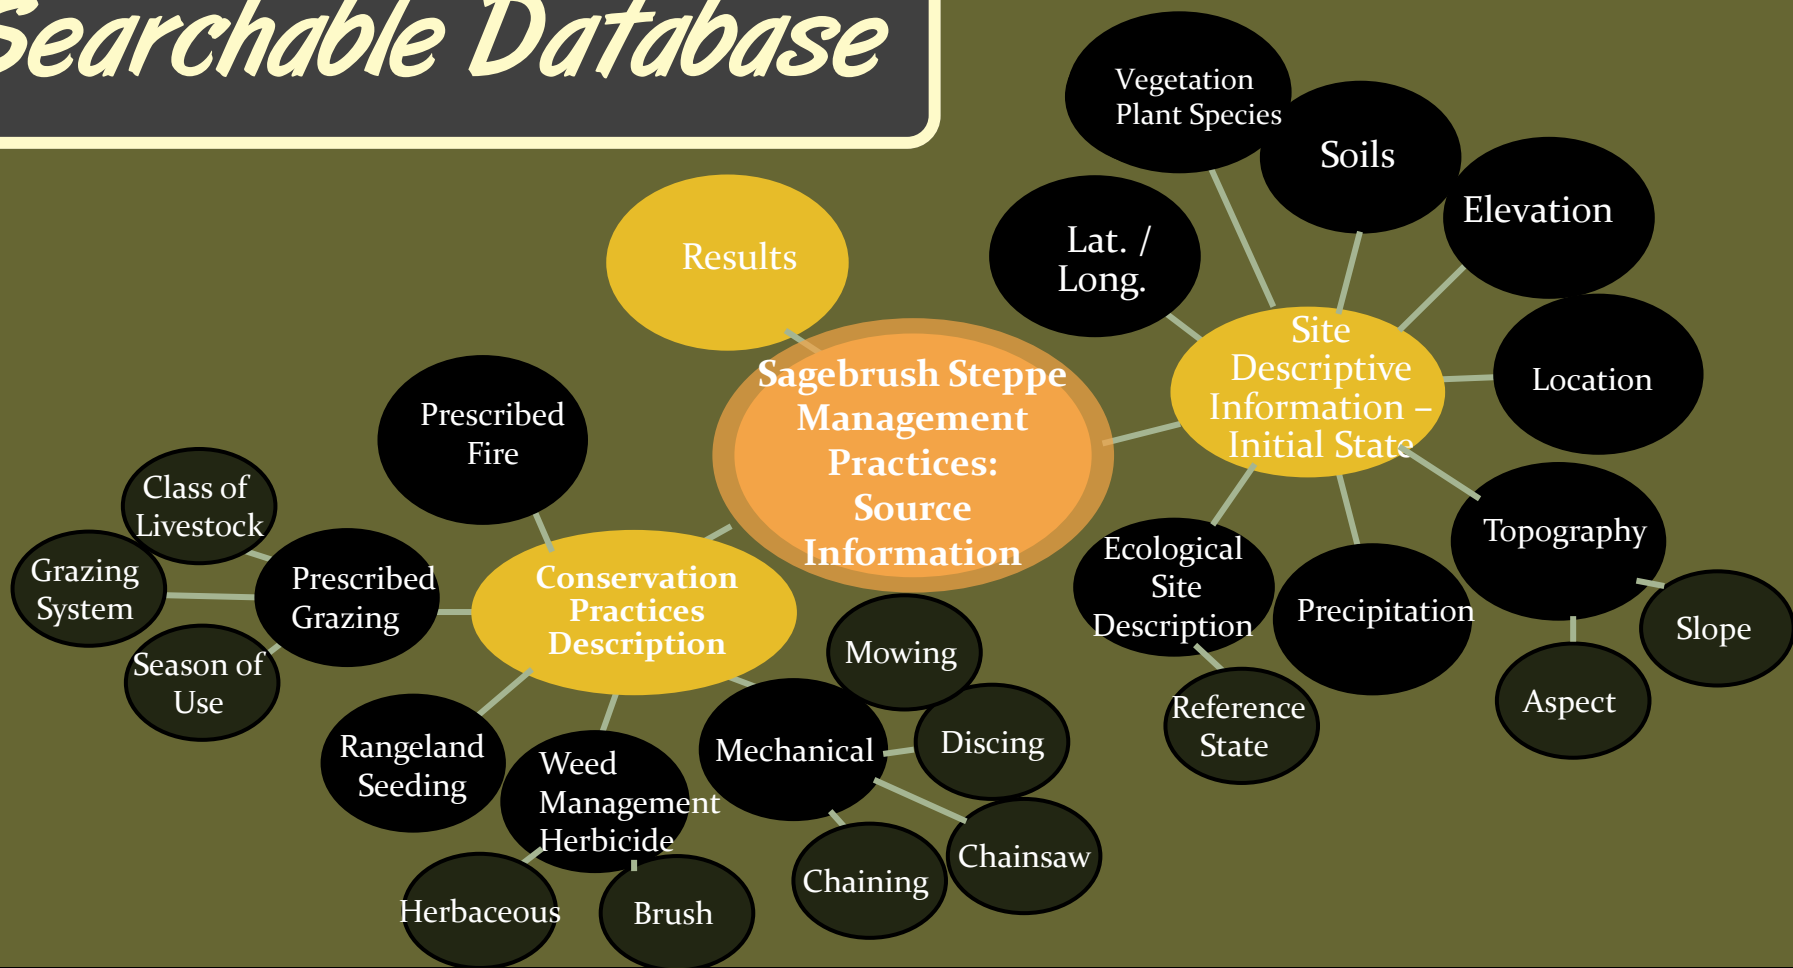 Searchable Database
Vegetation
Plant Species
Soils
Elevation
Lat. /
Long.
Location
Results
Site
Descriptive
Information –
Initial State
Sagebrush Steppe
Management
Practices:
Source
Information
Prescribed
Fire
Class of
Livestock
Grazing
System
Season of
Use
Prescribed
Grazing
Conservation
Practices
Description
Ecological
Site
Description
Precipitation
Topography
Slope
Aspect
Reference
State
Mowing
Mechanical
Discing
Chainsaw
Chaining
Rangeland
Seeding
Weed
Management
Herbicide
Herbaceous
Brush